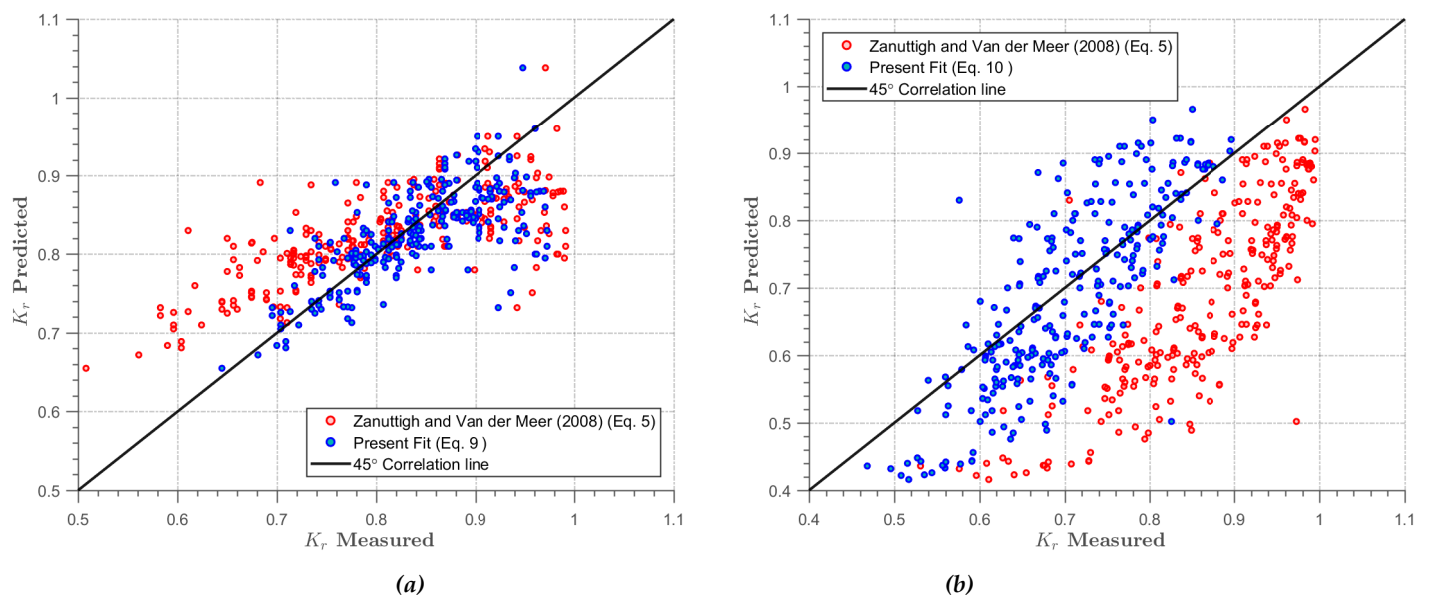 1.1
1
0.9
0.8
0.7
0.6
0.5
0.5
0.6
0.7
0.8
0.9
1
1.1
Kr Predicted
Kr Measured
Zanuttigh and Van der Meer (2008) (Eq. 5)
Present Fit (Eq. 9 )
45° Correlation line
(a)
1.1
1
0.9
0.8
0.7
0.6
0.5
0.4
0.4
0.5
0.6
0.7
0.8
0.9
1
1.1
Kr Predicted
Kr Measured
Zanuttigh and Van der Meer (2008) (Eq. 5)
Present Fit (Eq. 10 )
45° Correlation line
(b)